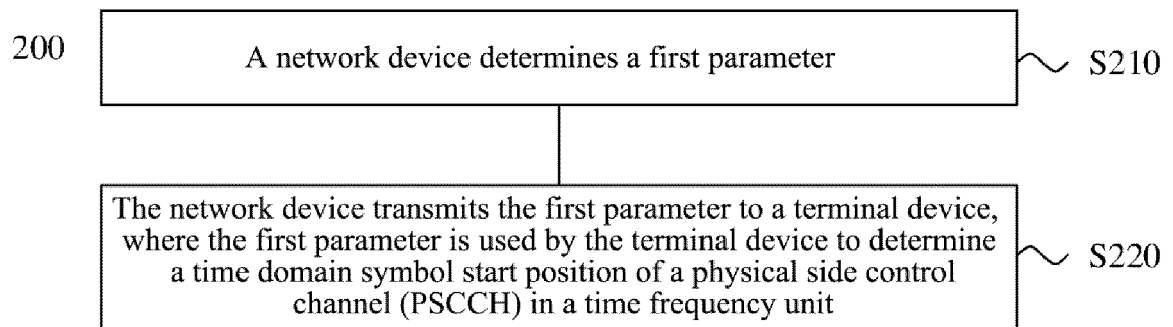 200
A network device determines a first parameter
S210
The network device transmits the first parameter to a terminal device,
where the first parameter is used by the terminal device to determine
a time domain symbol start position of a physical side control
channel (PSCCH) in a time frequency unit
S220